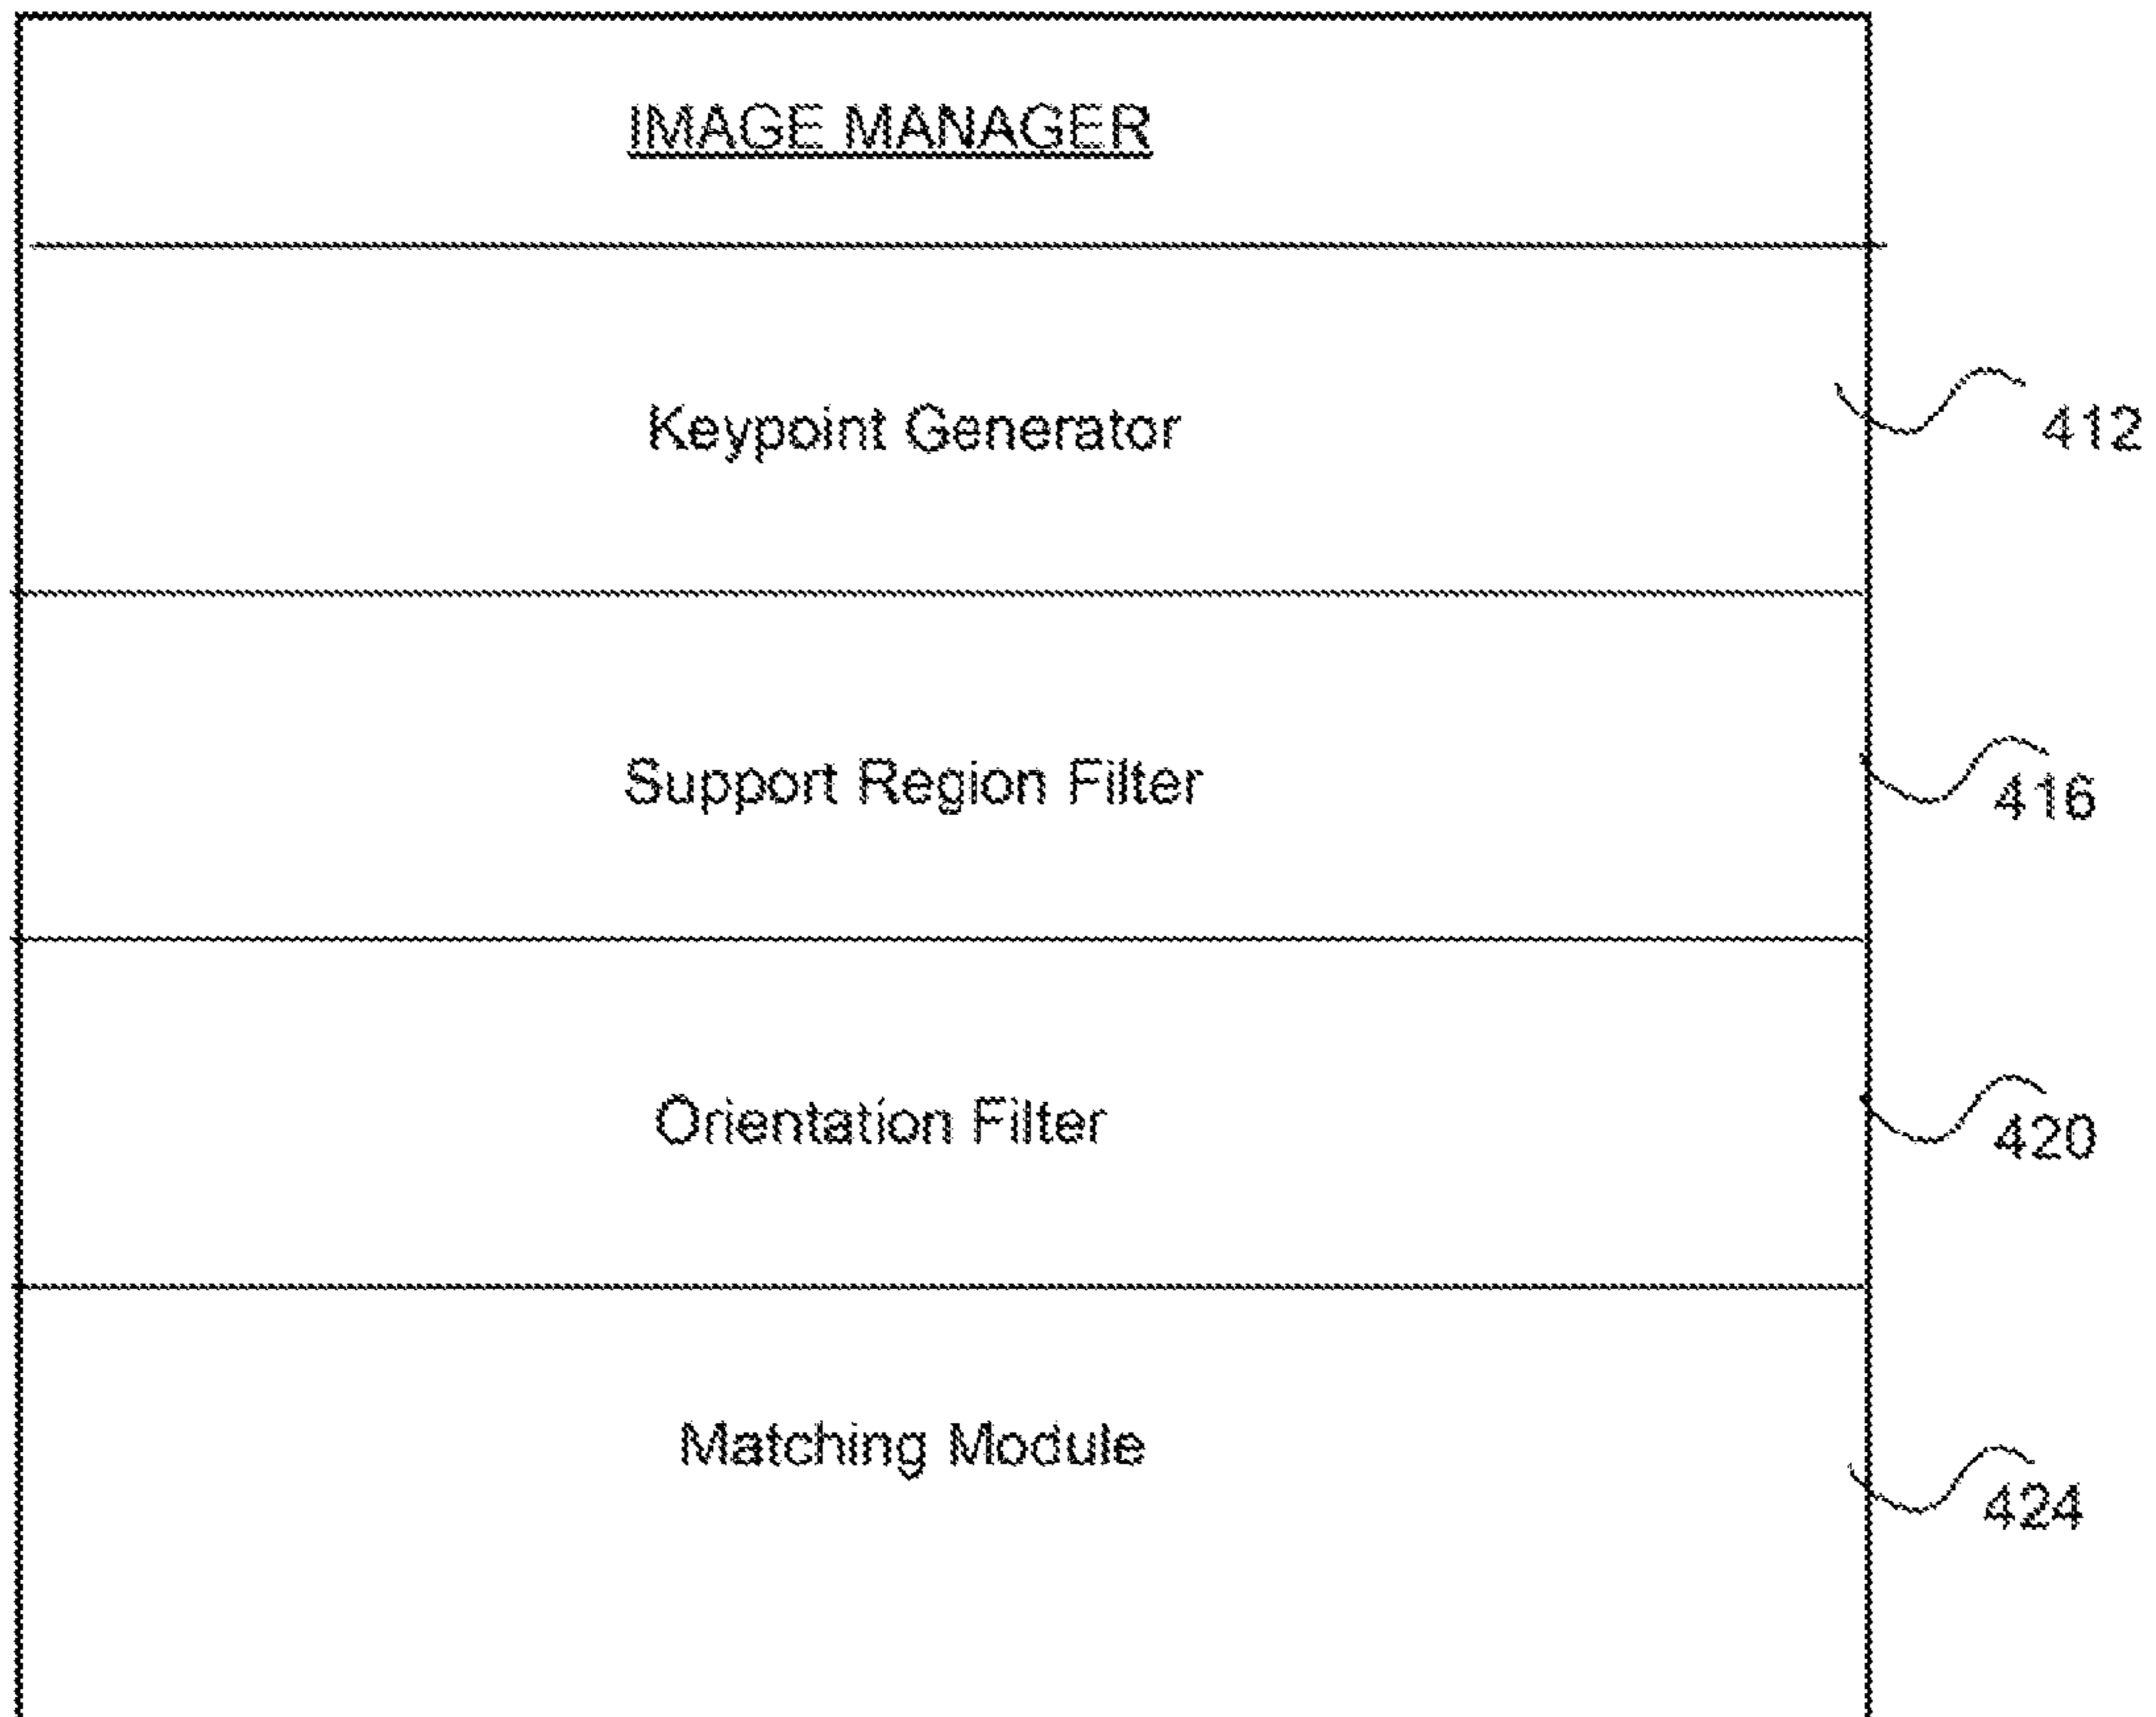 IMAGE MANAGER
Keypoint Generator
412
Support Region Filter
416
Orientation Filter
420
Matching Module
424